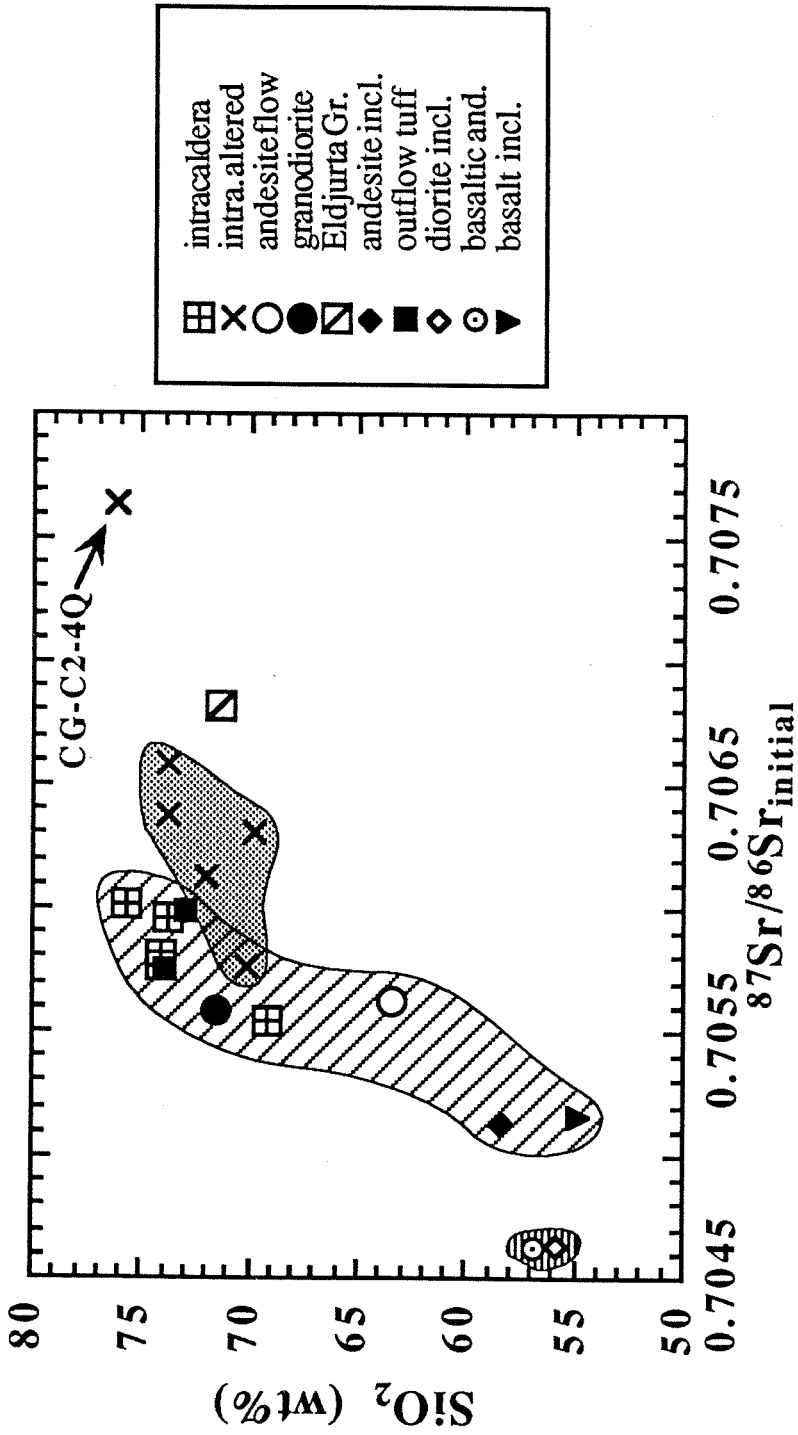 80
75
70
65
60
55
50
SiO2 (wt%)
CG-C2-4Q
0.7045
0.7055
0.7065
0.7075
87Sr/86Srinitial
intracaldera
intra.altered
andesite flow
granodiorite
Eldjurta Gr.
andesite incl.
outflow tuff
diorite incl.
basaltic and.
basalt incl.